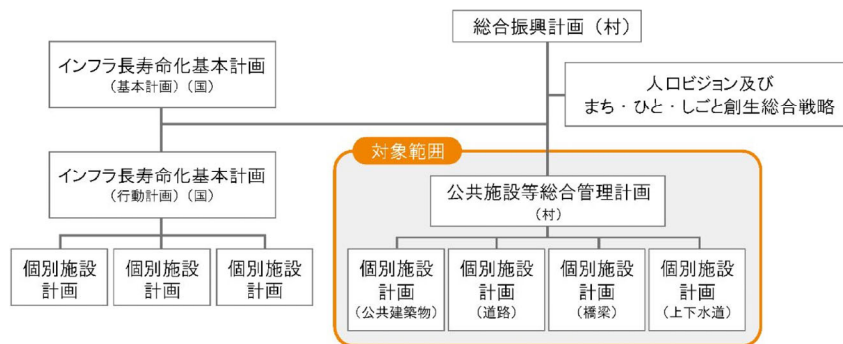 総合振興計画（村）
インフラ長寿命化基本計画
（基本計画）（国）
人口ビジョン及び
まち・ひと・しごと創生総合戦略
対象範囲
インフラ長寿命化基本計画
（行動計画）（国）
公共施設等総合管理計画
（村）
個別施設
計画
個別施設
計画
個別施設
計画
個別施設
計画
（公共建築物）
個別施設
計画
（道路）
個別施設
計画
（橋梁）
個別施設
計画
（上下水道）